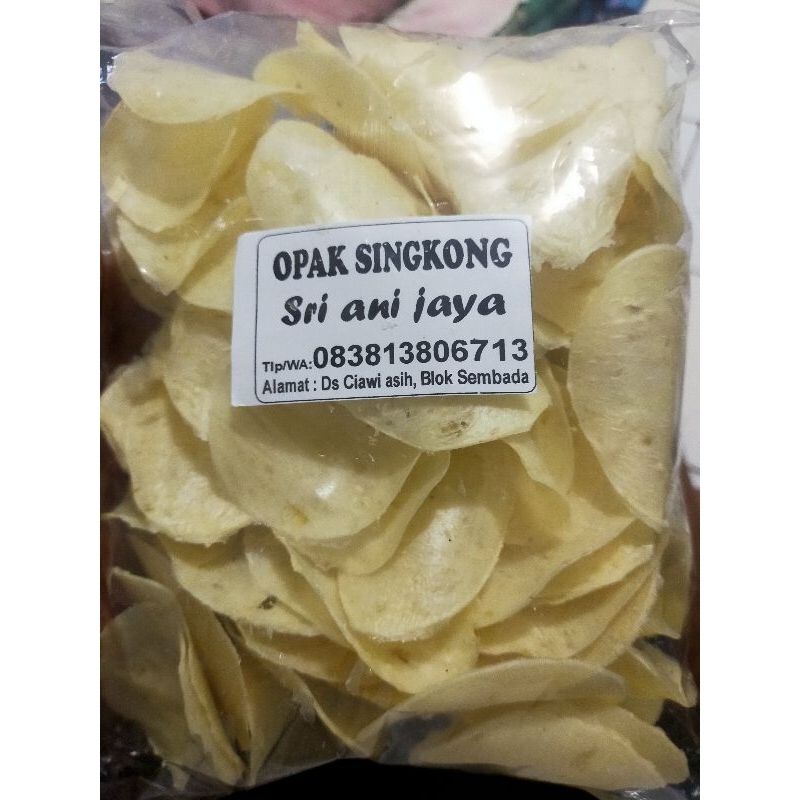 OPAK SINGKONG
Sri ani jaya
Tlp/WA:083813806713
Alamat : Ds Ciawi asih, Blok Sembada